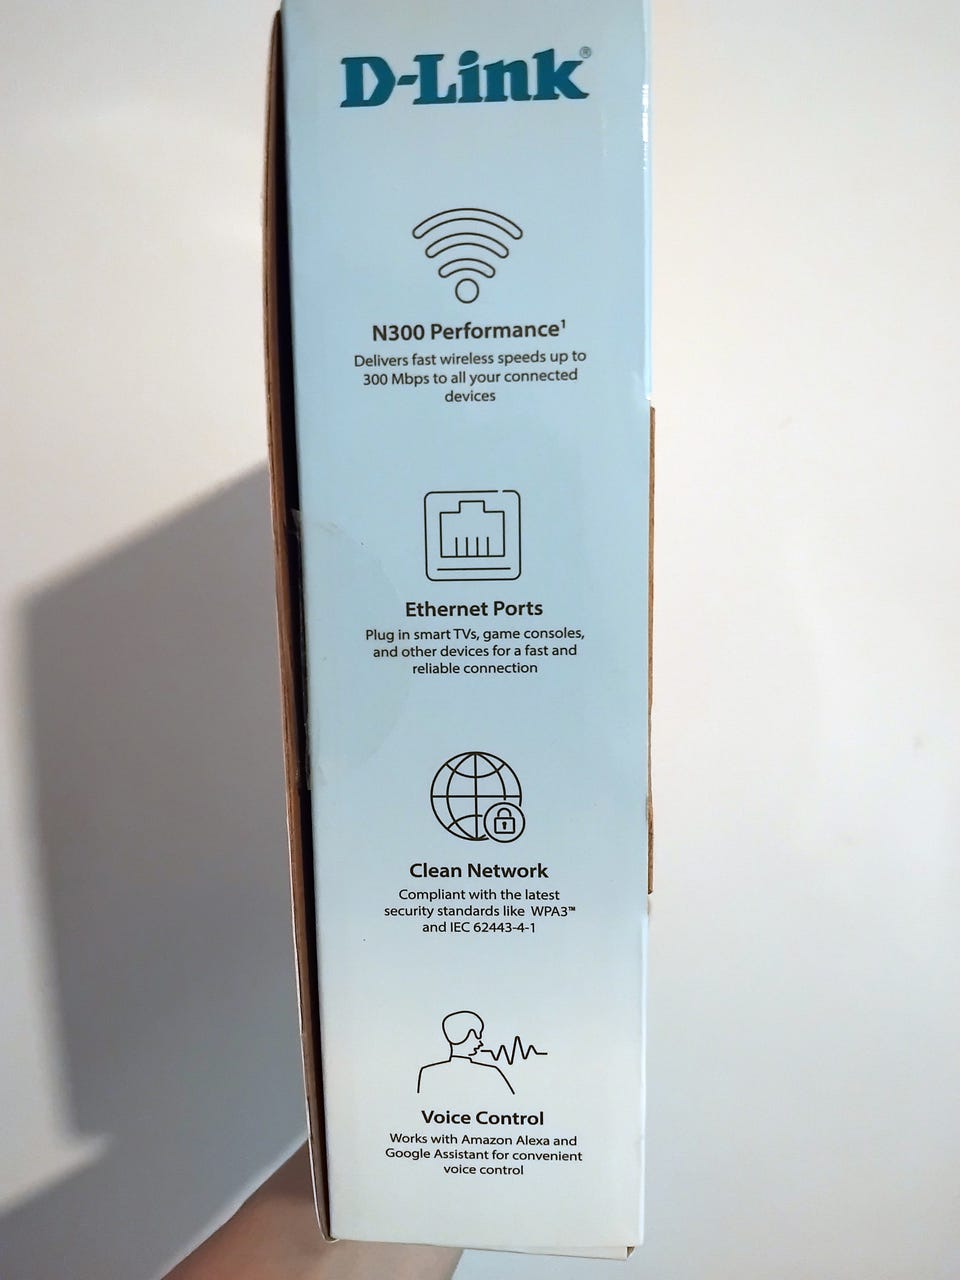 D-Link®
N300 Performance¹
Delivers fast wireless speeds up to
300 Mbps to all your connected
devices
Ethernet Ports
Plug in smart TVs, game consoles,
and other devices for a fast and
reliable connection
Clean Network
Compliant with the latest
security standards like WPA3™
and IEC 62443-4-1
Voice Control
Works with Amazon Alexa and
Google Assistant for convenient
voice control